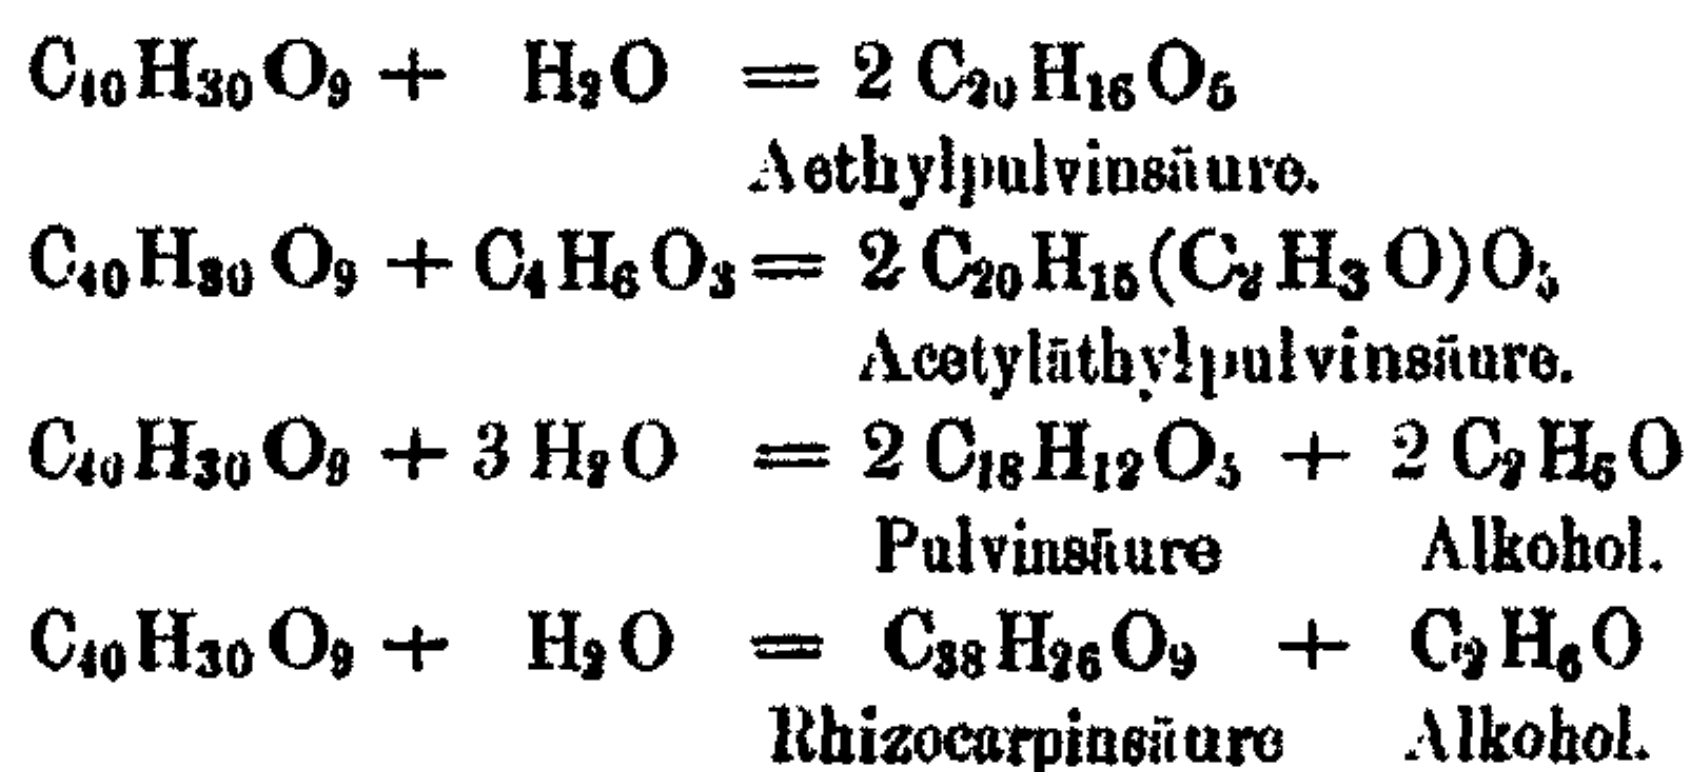 C₄₀H₃₀O₉ + H₂O = 2 C₂₀H₁₆O₅
Aethylpulvinsäure.
C₄₀H₃₀O₉ + C₄H₆O₃ = 2 C₂₀H₁₅(C₂H₃O)O₅
Acetyläthylpulvinsäure.
C₄₀H₃₀O₉ + 3 H₂O = 2 C₁₈H₁₂O₅ + 2 C₂H₆O
Pulvinsäure Alkohol.
C₄₀H₃₀O₉ + H₂O = C₃₈H₂₆O₉ + C₂H₆O
Rhizocarpinsäure Alkohol.